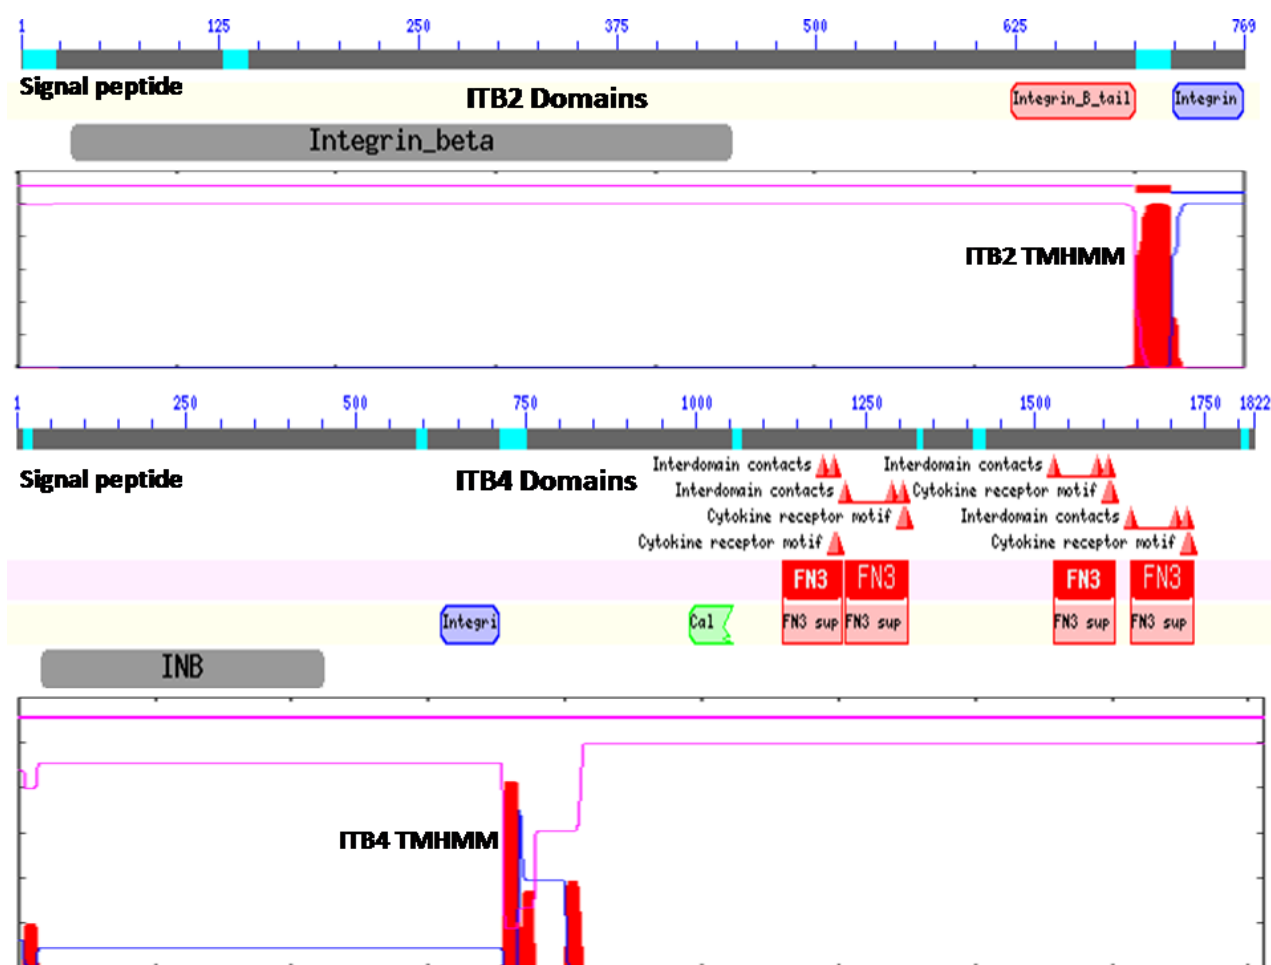 1 125 250 375 500 625 769
Signal peptide ITB2 Domains Integrin_B_tail Integrin
Integrin_beta
ITB2 TMHMM
1 250 500 750 1000 1250 1500 1750 1822
Interdomain contacts Interdomain contacts
Signal peptide ITB4 Domains Interdomain contacts Cytokine receptor motif
Cytokine receptor motif Interdomain contacts
Cytokine receptor motif Cytokine receptor motif
FN3 FN3 FN3 FN3
Integri Cal FN3 sup FN3 sup FN3 sup FN3 sup
INB
ITB4 TMHMM